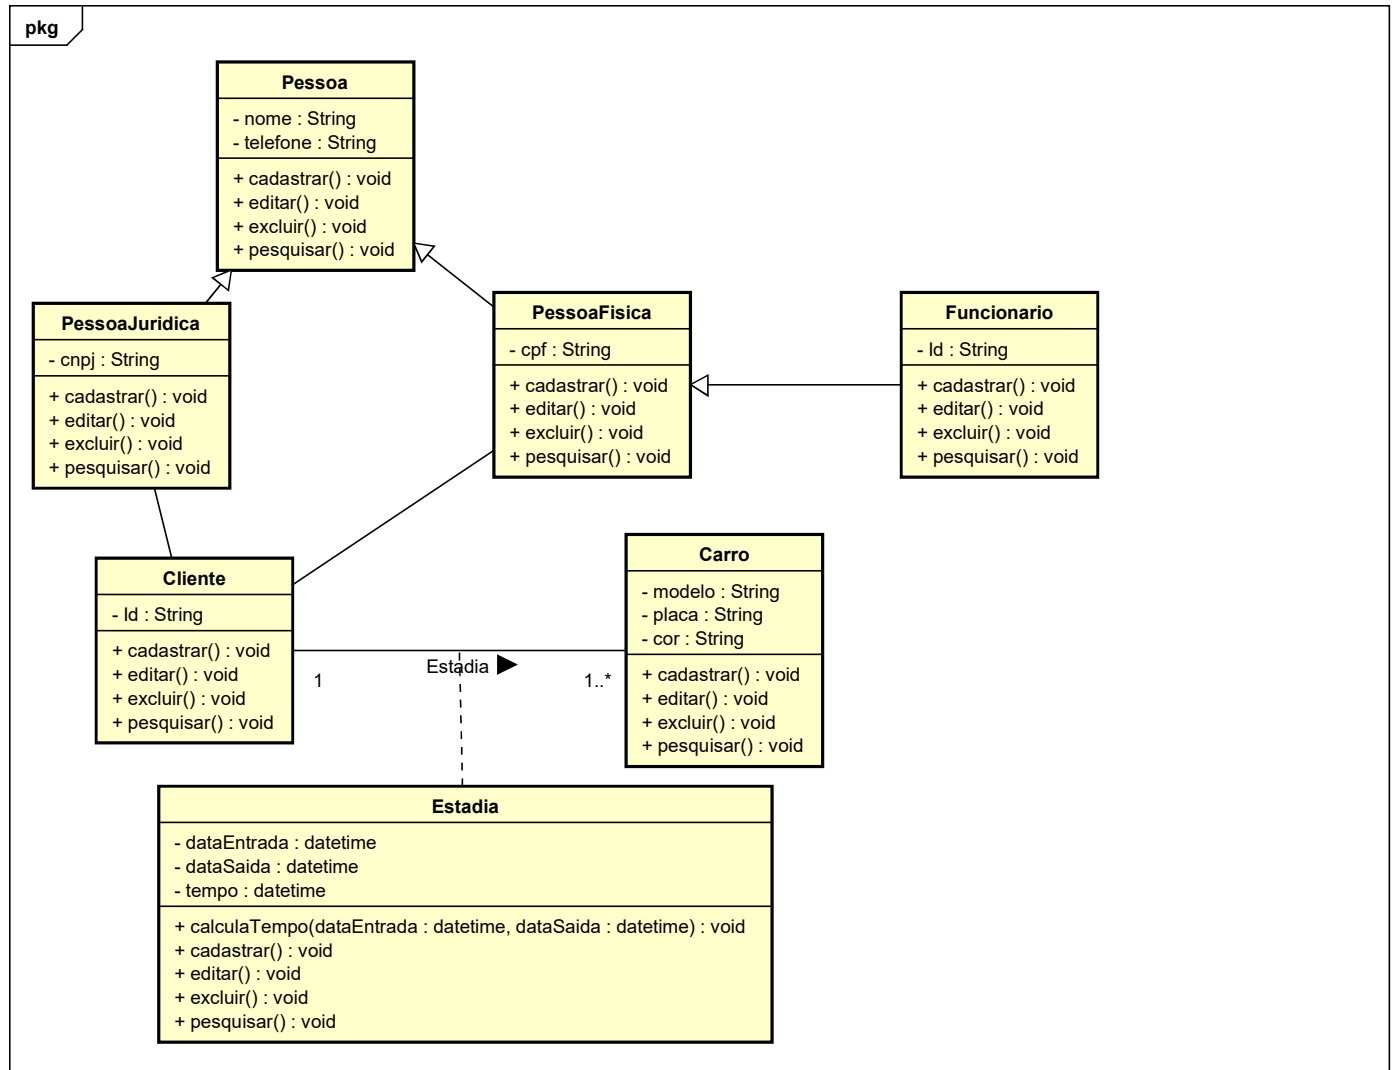 pkg
Pessoa
- nome : String
- telefone : String
+ cadastrar() : void
+ editar() : void
+ excluir() : void
+ pesquisar() : void
PessoaJuridica
- cnpj : String
+ cadastrar() : void
+ editar() : void
+ excluir() : void
+ pesquisar() : void
PessoaFisica
- cpf : String
+ cadastrar() : void
+ editar() : void
+ excluir() : void
+ pesquisar() : void
Funcionario
- Id : String
+ cadastrar() : void
+ editar() : void
+ excluir() : void
+ pesquisar() : void
Cliente
- Id : String
+ cadastrar() : void
+ editar() : void
+ excluir() : void
+ pesquisar() : void
Estadia
1
1..*
Carro
- modelo : String
- placa : String
- cor : String
+ cadastrar() : void
+ editar() : void
+ excluir() : void
+ pesquisar() : void
Estadia
- dataEntrada : datetime
- dataSaida : datetime
- tempo : datetime
+ calculaTempo(dataEntrada : datetime, dataSaida : datetime) : void
+ cadastrar() : void
+ editar() : void
+ excluir() : void
+ pesquisar() : void